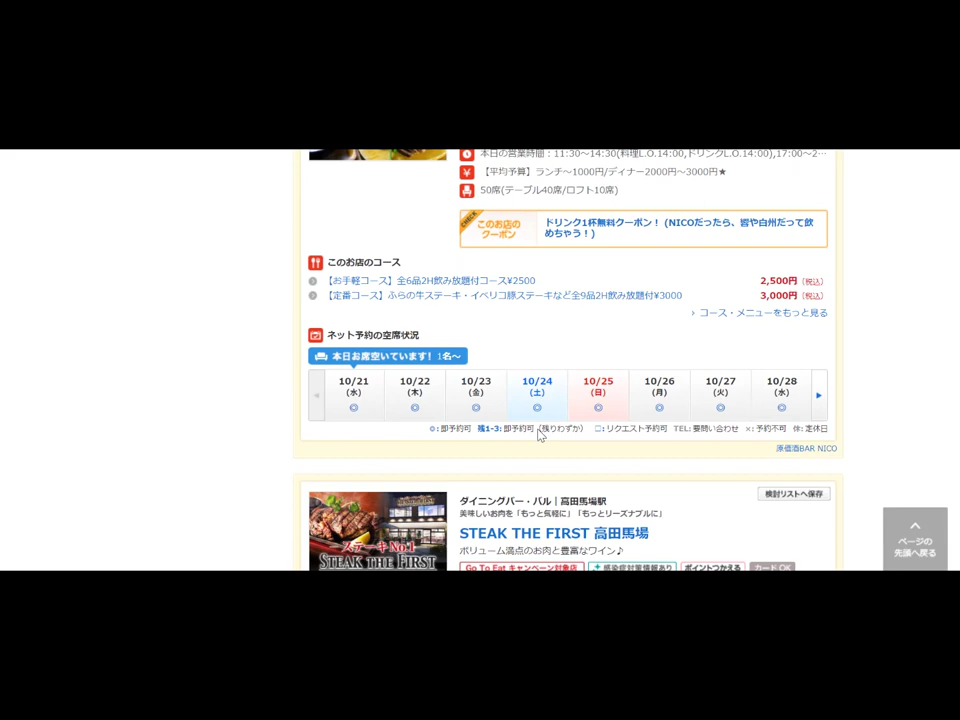 本日の営業時間：11:30～14:30(料理L.O.14:00,ドリンクL.O.14:00),17:00～2…
【平均予算】ランチ～1000円/ディナー2000円～3000円★
50席(テーブル40席/ロフト10席)
CHECK
このお店の
クーポン
ドリンク1杯無料クーポン！ (NICOだったら、響や白州だって飲
めちゃう！)
このお店のコース
【お手軽コース】全6品2H飲み放題付コース¥2500 2,500円（税込）
【定番コース】ふらの牛ステーキ・イベリコ豚ステーキなど全9品2H飲み放題付¥3000 3,000円（税込）
コース・メニューをもっと見る
ネット予約の空席状況
本日お席空いています！1名～
10/21 10/22 10/23 10/24 10/25 10/26 10/27 10/28
(水) (木) (金) (土) (日) (月) (火) (水)
◎ ◎ ◎ ◎ ◎ ◎ ◎ ◎
◎：即予約可 残1-3：即予約可（残りわずか） □：リクエスト予約可 TEL：要問い合わせ ×：予約不可 休：定休日
原価酒BAR NICO
検討リストへ保存
ダイニングバー・バル｜高田馬場駅
美味しいお肉を「もっと気軽に」「もっとリーズナブルに」
STEAK THE FIRST 高田馬場
ボリューム満点のお肉と豊富なワイン♪
Go To Eat キャンペーン対象店 感染症対策情報あり ポイントつかえる カードOK
ステーキNo.1
STEAK THE FIRST
ページの
先頭へ戻る